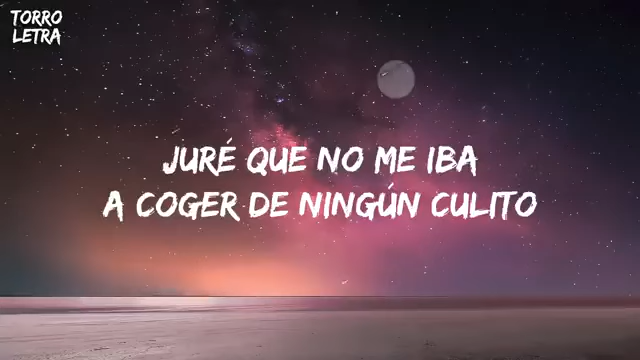 TORRO
LETRA
JURÉ QUE NO ME IBA
A COGER DE NINGÚN CULITO